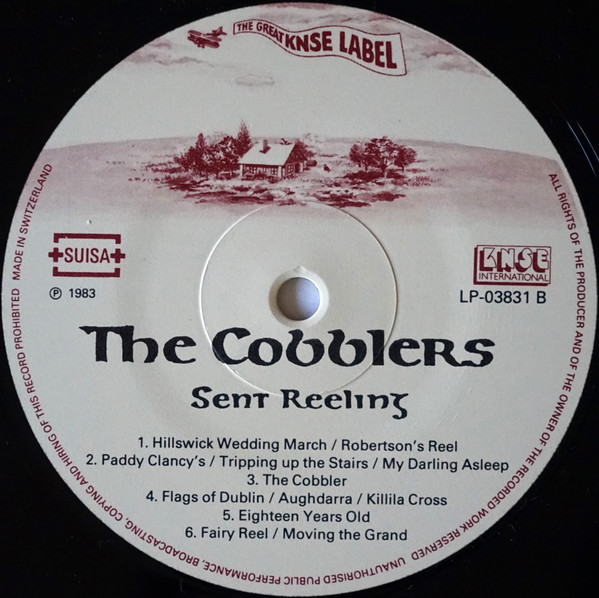 THE GREAT KNSE LABEL
SUISA
℗ 1983
KNSE
INTERNATIONAL
LP-03831 B
The Cobblers
Sent Reeling
1. Hillswick Wedding March / Robertson's Reel
2. Paddy Clancy's / Tripping up the Stairs / My Darling Asleep
3. The Cobbler
4. Flags of Dublin / Aughdarra / Killila Cross
5. Eighteen Years Old
6. Fairy Reel / Moving the Grand
ALL RIGHTS OF THE PRODUCER AND OF THE OWNER OF THE RECORDED WORK RESERVED UNAUTHORISED PUBLIC PERFORMANCE, BROADCASTING, COPYING AND HIRING OF THIS RECORD PROHIBITED MADE IN SWITZERLAND